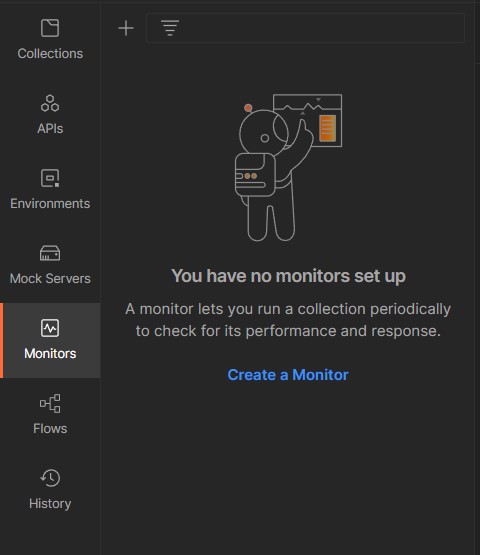 Collections
APIs
Environments
Mock Servers
Monitors
Flows
History
You have no monitors set up
A monitor lets you run a collection periodically
to check for its performance and response.
Create a Monitor